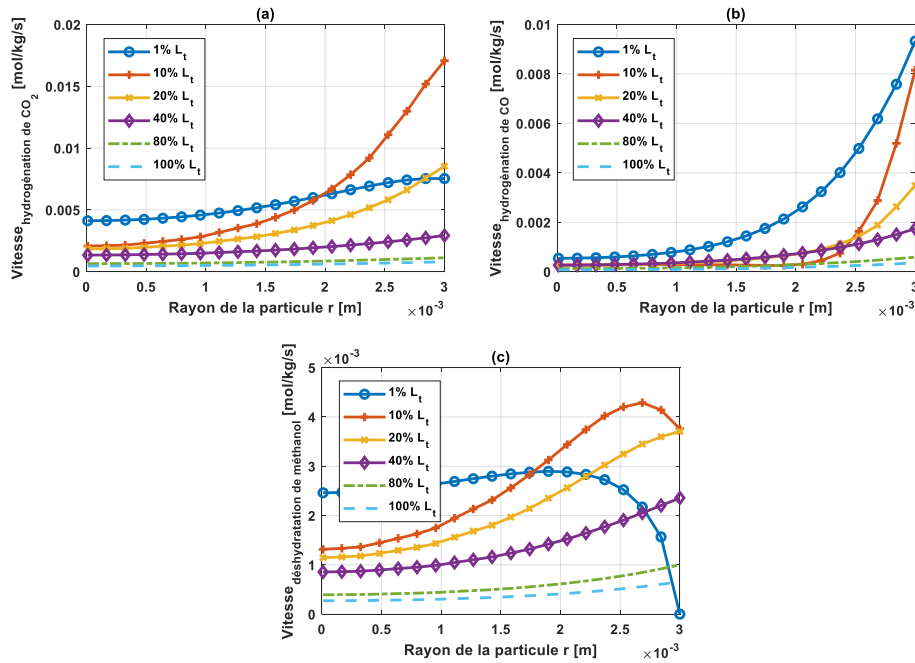 (a)
0.02
0.015
0.01
0.005
0
Vitesse hydrogénation de CO2 [mol/kg/s]
1% Lt
10% Lt
20% Lt
40% Lt
80% Lt
100% Lt
0 0.5 1 1.5 2 2.5 3
Rayon de la particule r [m]
×10-3
(b)
0.01
0.008
0.006
0.004
0.002
0
Vitesse hydrogénation de CO [mol/kg/s]
1% Lt
10% Lt
20% Lt
40% Lt
80% Lt
100% Lt
0 0.5 1 1.5 2 2.5 3
Rayon de la particule r [m]
×10-3
(c)
×10-3
5
4
3
2
1
0
Vitesse déshydratation de méthanol [mol/kg/s]
1% Lt
10% Lt
20% Lt
40% Lt
80% Lt
100% Lt
0 0.5 1 1.5 2 2.5 3
Rayon de la particule r [m]
×10-3